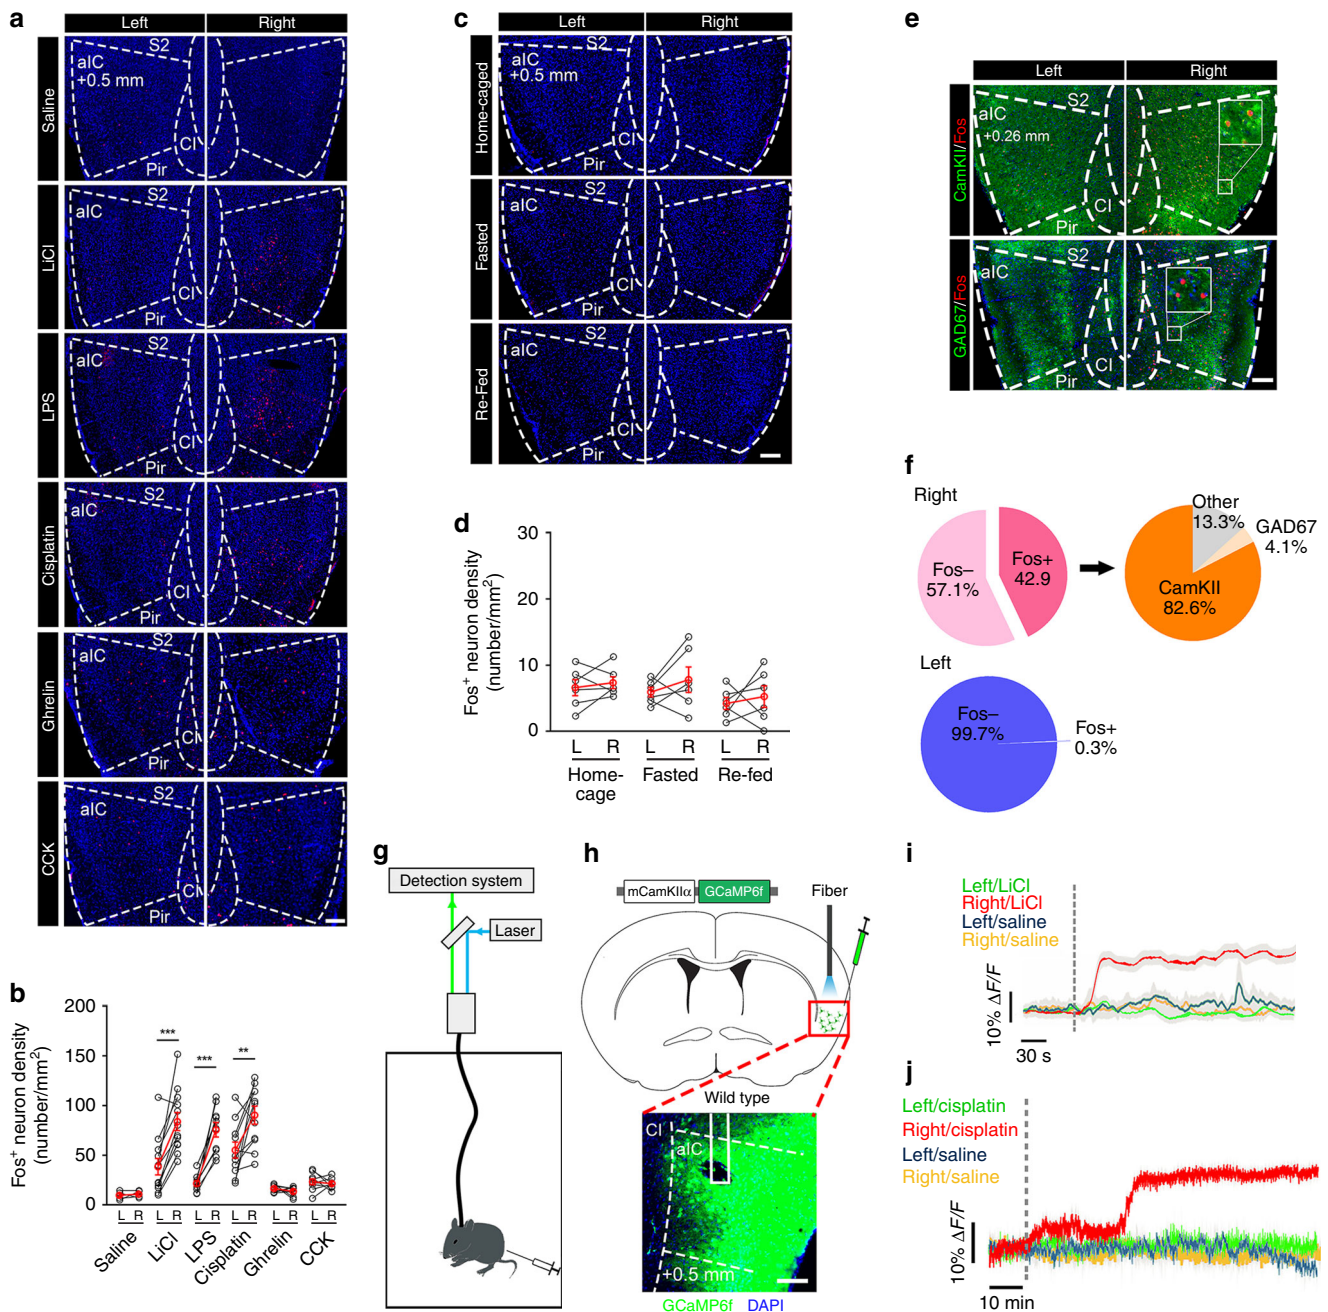 a
Left Right
Saline
S2
aIC
+0.5 mm
CI
Pir
LiCl
S2
aIC
CI
Pir
LPS
S2
aIC
CI
Pir
Cisplatin
S2
aIC
CI
Pir
Ghrelin
S2
aIC
CI
Pir
CCK
S2
aIC
CI
Pir
b
Fos+ neuron density
(number/mm2)
200
150
100
50
0
*** *** **
L R L R L R L R L R L R
Saline LiCl LPS Cisplatin Ghrelin CCK
c
Left Right
Home-caged
S2
aIC
+0.5 mm
CI
Pir
Fasted
S2
aIC
CI
Pir
Re-Fed
S2
aIC
CI
Pir
d
Fos+ neuron density
(number/mm2)
30
20
10
0
L R L R L R
Home-cage Fasted Re-fed
e
Left Right
CamKII/Fos
S2
aIC
+0.26 mm
CI
Pir
GAD67/Fos
S2
aIC
CI
Pir
f
Right
Fos–
57.1%
Fos+
42.9
Other
13.3%
GAD67
4.1%
CamKII
82.6%
Left
Fos–
99.7%
Fos+
0.3%
g
Detection system
Laser
h
mCamKIIα GCaMP6f
Fiber
Wild type
CI
aIC
+0.5 mm
GCaMP6f DAPI
i
Left/LiCl
Right/LiCl
Left/saline
Right/saline
10% ΔF/F
30 s
j
Left/cisplatin
Right/cisplatin
Left/saline
Right/saline
10% ΔF/F
10 min